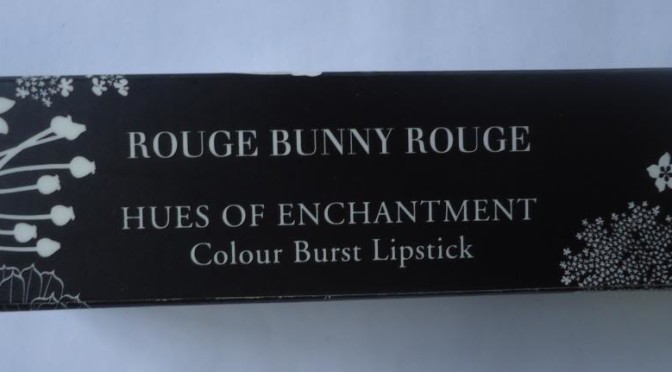 ROUGE BUNNY ROUGE
HUES OF ENCHANTMENT
Colour Burst Lipstick